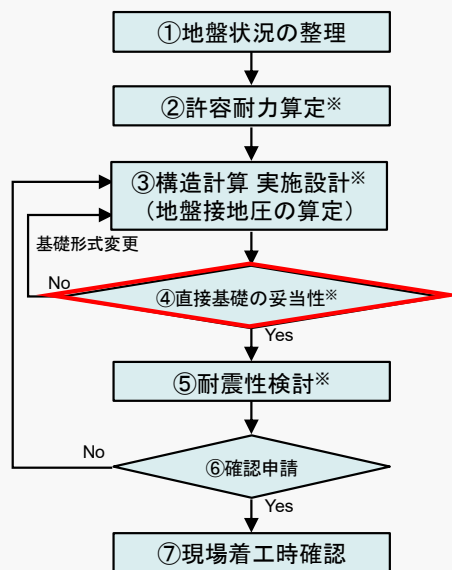 ①地盤状況の整理
②許容耐力算定※
③構造計算 実施設計※
（地盤接地圧の算定）
基礎形式変更
No
④直接基礎の妥当性※
Yes
⑤耐震性検討※
No
⑥確認申請
Yes
⑦現場着工時確認